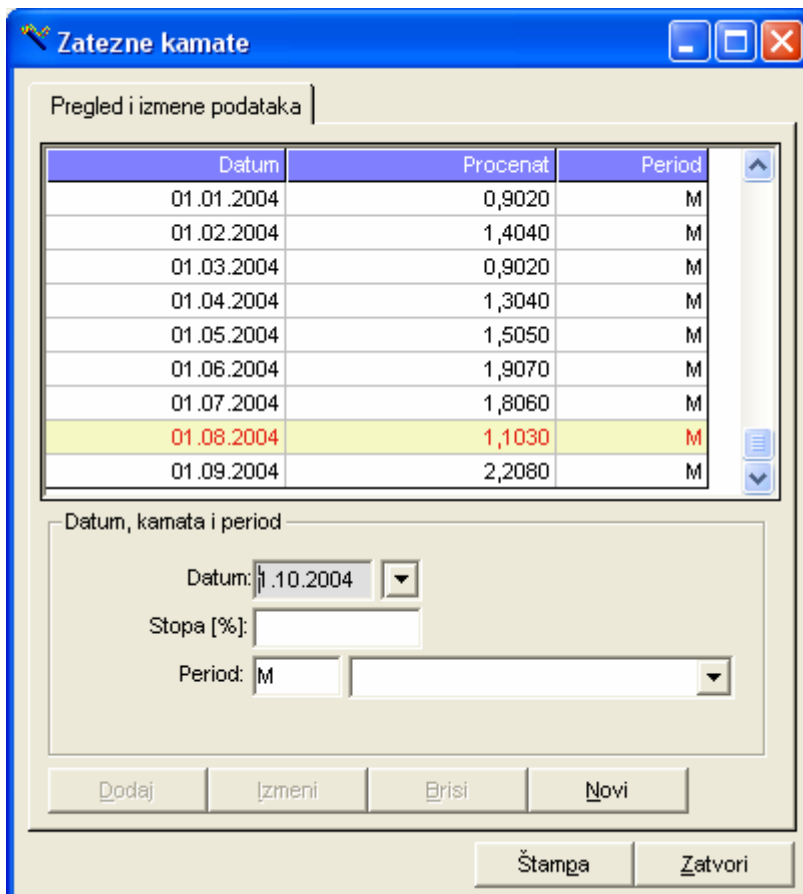 Zatezne kamate
Pregled i izmene podataka
Datum Procenat Period
01.01.2004 0,9020 M
01.02.2004 1,4040 M
01.03.2004 0,9020 M
01.04.2004 1,3040 M
01.05.2004 1,5050 M
01.06.2004 1,9070 M
01.07.2004 1,8060 M
01.08.2004 1,1030 M
01.09.2004 2,2080 M
Datum, kamata i period
Datum: 1.10.2004
Stopa [%]:
Period: M
Dodaj Izmeni Brisi Novi
Štampa Zatvori